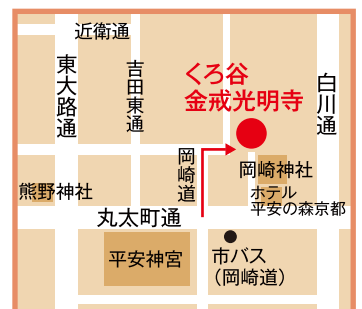 近衛通
東大路通
吉田東通
くろ谷
金戒光明寺
白川通
岡崎道
岡崎神社
熊野神社
ホテル
平安の森京都
丸太町通
平安神宮
市バス
（岡崎道）